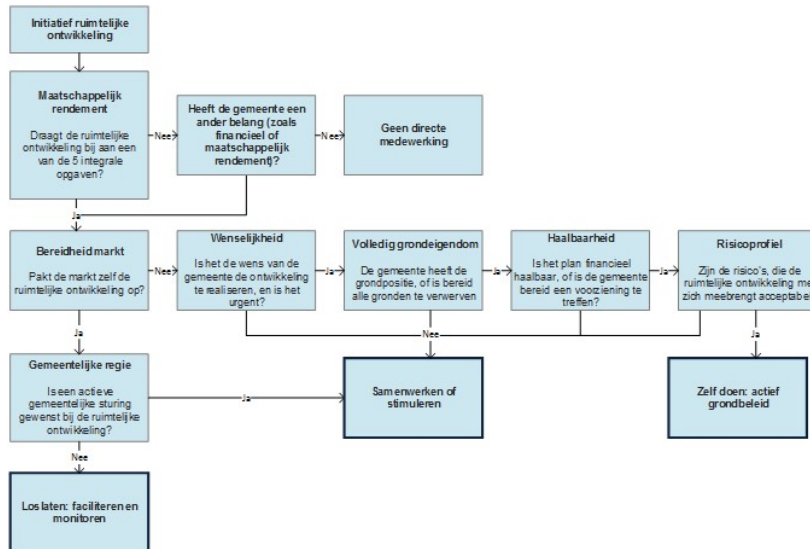 Initiatief ruimtelijke
ontwikkeling
Maatschappelijk
rendement
Draagt de ruimtelijke
ontwikkeling bij aan een
van de 5 integrale
opgaven?
Nee
Heeft de gemeente een
ander belang (zoals
financieel of
maatschappelijk
rendement)?
Nee
Geen directe
medewerking
Ja
Bereidheid markt
Pakt de markt zelf de
ruimtelijke ontwikkeling op?
Nee
Wenselijkheid
Is het de wens van de
gemeente de ontwikkeling
te realiseren, en is het
urgent?
Ja
Volledig grondeigendom
De gemeente heeft de
grondpositie, of is bereid
alle gronden te verwerven
Ja
Haalbaarheid
Is het plan financieel
haalbaar, of is de gemeente
bereid een voorziening te
treffen?
Ja
Risicoprofiel
Zijn de risico's, die de
ruimtelijke ontwikkeling me
zich meebrengt acceptabe
Ja
Nee
Ja
Gemeentelijke regie
Is een actieve
gemeentelijke sturing
gewenst bij de ruimtelijke
ontwikkeling?
Ja
Samenwerken of
stimuleren
Zelf doen: actief
grondbeleid
Nee
Loslaten: faciliteren en
monitoren